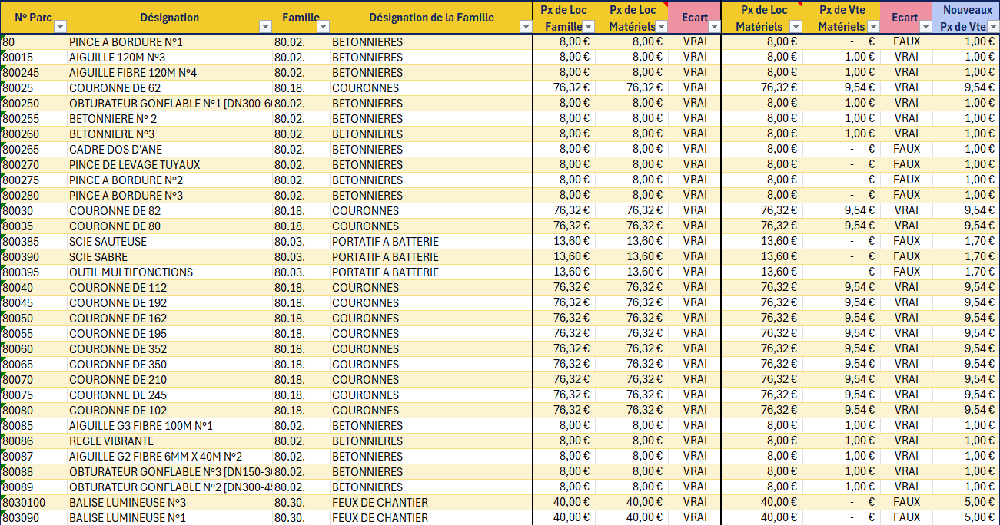 Nº Parc Désignation Famille Désignation de la Famille Px de Loc Famille Px de Loc Matériels Ecart Px de Loc Matériels Px de Vte Matériels Ecart Nouveaux Px de Vte
80 PINCE A BORDURE Nº1 80.02. BETONNIERES 8,00 € 8,00 € VRAI 8,00 € - € FAUX 1,00 €
80015 AIGUILLE 120M Nº3 80.02. BETONNIERES 8,00 € 8,00 € VRAI 8,00 € 1,00 € VRAI 1,00 €
800245 AIGUILLE FIBRE 120M Nº4 80.02. BETONNIERES 8,00 € 8,00 € VRAI 8,00 € 1,00 € VRAI 1,00 €
80025 COURONNE DE 62 80.18. COURONNES 76,32 € 76,32 € VRAI 76,32 € 9,54 € VRAI 9,54 €
800250 OBTURATEUR GONFLABLE Nº1 [DN300-6 80.02. BETONNIERES 8,00 € 8,00 € VRAI 8,00 € 1,00 € VRAI 1,00 €
800255 BETONNIERE Nº 2 80.02. BETONNIERES 8,00 € 8,00 € VRAI 8,00 € 1,00 € VRAI 1,00 €
800260 BETONNIERE Nº3 80.02. BETONNIERES 8,00 € 8,00 € VRAI 8,00 € 1,00 € VRAI 1,00 €
800265 CADRE DOS D'ANE 80.02. BETONNIERES 8,00 € 8,00 € VRAI 8,00 € - € FAUX 1,00 €
800270 PINCE DE LEVAGE TUYAUX 80.02. BETONNIERES 8,00 € 8,00 € VRAI 8,00 € - € FAUX 1,00 €
800275 PINCE A BORDURE Nº2 80.02. BETONNIERES 8,00 € 8,00 € VRAI 8,00 € - € FAUX 1,00 €
800280 PINCE A BORDURE Nº3 80.02. BETONNIERES 8,00 € 8,00 € VRAI 8,00 € - € FAUX 1,00 €
80030 COURONNE DE 82 80.18. COURONNES 76,32 € 76,32 € VRAI 76,32 € 9,54 € VRAI 9,54 €
80035 COURONNE DE 80 80.18. COURONNES 76,32 € 76,32 € VRAI 76,32 € 9,54 € VRAI 9,54 €
800385 SCIE SAUTEUSE 80.03. PORTATIF A BATTERIE 13,60 € 13,60 € VRAI 13,60 € - € FAUX 1,70 €
800390 SCIE SABRE 80.03. PORTATIF A BATTERIE 13,60 € 13,60 € VRAI 13,60 € - € FAUX 1,70 €
800395 OUTIL MULTIFONCTIONS 80.03. PORTATIF A BATTERIE 13,60 € 13,60 € VRAI 13,60 € - € FAUX 1,70 €
80040 COURONNE DE 112 80.18. COURONNES 76,32 € 76,32 € VRAI 76,32 € 9,54 € VRAI 9,54 €
80045 COURONNE DE 192 80.18. COURONNES 76,32 € 76,32 € VRAI 76,32 € 9,54 € VRAI 9,54 €
80050 COURONNE DE 162 80.18. COURONNES 76,32 € 76,32 € VRAI 76,32 € 9,54 € VRAI 9,54 €
80055 COURONNE DE 195 80.18. COURONNES 76,32 € 76,32 € VRAI 76,32 € 9,54 € VRAI 9,54 €
80060 COURONNE DE 352 80.18. COURONNES 76,32 € 76,32 € VRAI 76,32 € 9,54 € VRAI 9,54 €
80065 COURONNE DE 350 80.18. COURONNES 76,32 € 76,32 € VRAI 76,32 € 9,54 € VRAI 9,54 €
80070 COURONNE DE 210 80.18. COURONNES 76,32 € 76,32 € VRAI 76,32 € 9,54 € VRAI 9,54 €
80075 COURONNE DE 245 80.18. COURONNES 76,32 € 76,32 € VRAI 76,32 € 9,54 € VRAI 9,54 €
80080 COURONNE DE 102 80.18. COURONNES 76,32 € 76,32 € VRAI 76,32 € 9,54 € VRAI 9,54 €
80085 AIGUILLE G3 FIBRE 100M Nº1 80.02. BETONNIERES 8,00 € 8,00 € VRAI 8,00 € 1,00 € VRAI 1,00 €
80086 REGLE VIBRANTE 80.02. BETONNIERES 8,00 € 8,00 € VRAI 8,00 € 1,00 € VRAI 1,00 €
80087 AIGUILLE G2 FIBRE 6MM X 40M Nº2 80.02. BETONNIERES 8,00 € 8,00 € VRAI 8,00 € 1,00 € VRAI 1,00 €
80088 OBTURATEUR GONFLABLE Nº3 [DN150-3 80.02. BETONNIERES 8,00 € 8,00 € VRAI 8,00 € 1,00 € VRAI 1,00 €
80089 OBTURATEUR GONFLABLE Nº2 [DN300-4 80.02. BETONNIERES 8,00 € 8,00 € VRAI 8,00 € 1,00 € VRAI 1,00 €
8030100 BALISE LUMINEUSE Nº3 80.30. FEUX DE CHANTIER 40,00 € 40,00 € VRAI 40,00 € - € FAUX 5,00 €
803090 BALISE LUMINEUSE Nº1 80.30. FEUX DE CHANTIER 40,00 € 40,00 € VRAI 40,00 € - € FAUX 5,00 €